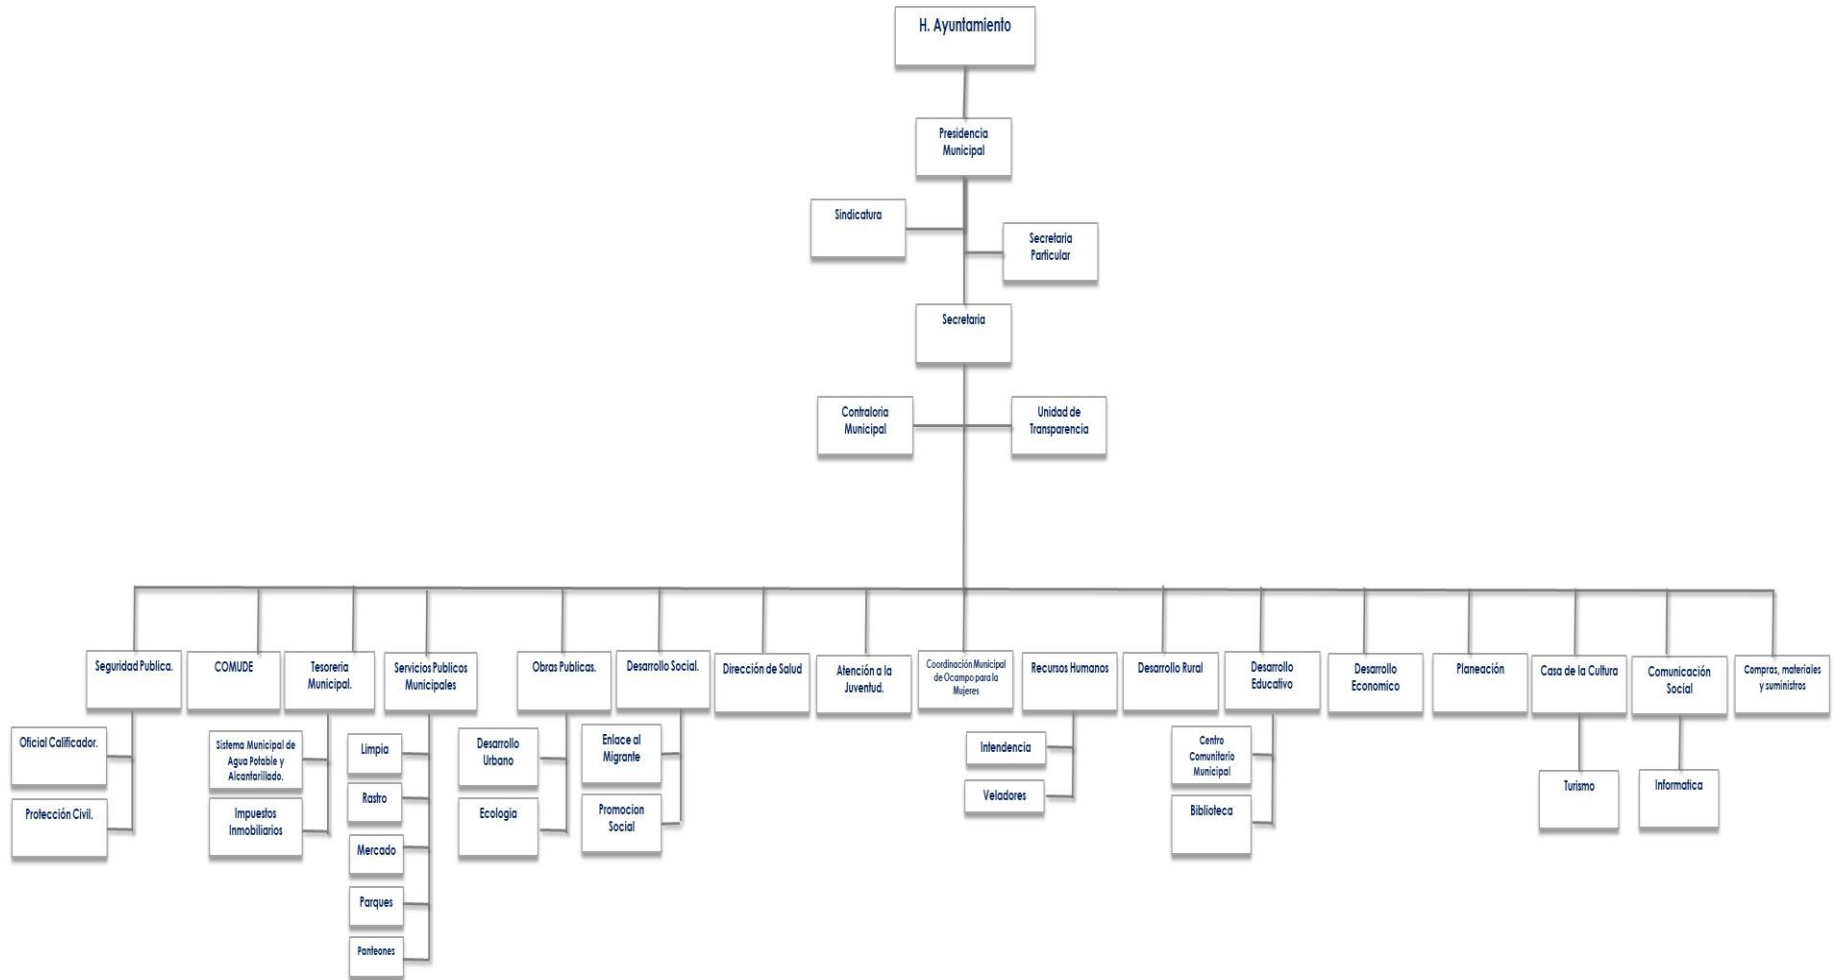 H. Ayuntamiento
Presidencia
Municipal
Sindicatura
Secretaria
Particular
Secretaria
Contraloria
Municipal
Unidad de
Transparencia
Seguridad Publica.
COMUDE
Tesoreria
Municipal.
Servicios Publicos
Municipales
Obras Publicas.
Desarrollo Social.
Dirección de Salud
Atención a la
Juventud.
Coordinación Municipal
de Ocampo para la
Mujeres
Recursos Humanos
Desarrollo Rural
Desarrollo
Educativo
Desarrollo
Economico
Planeación
Casa de la Cultura
Comunicación
Social
Compras, materiales
y suministros
Oficial Calificador.
Protección Civil.
Sistema Municipal de
Agua Potable y
Alcantarillado.
Impuestos
Inmobiliarios
Limpia
Rastro
Mercado
Parques
Panteones
Desarrollo
Urbano
Ecologia
Enlace al
Migrante
Promocion
Social
Intendencia
Veladores
Centro
Comunitario
Municipal
Biblioteca
Turismo
Informatica